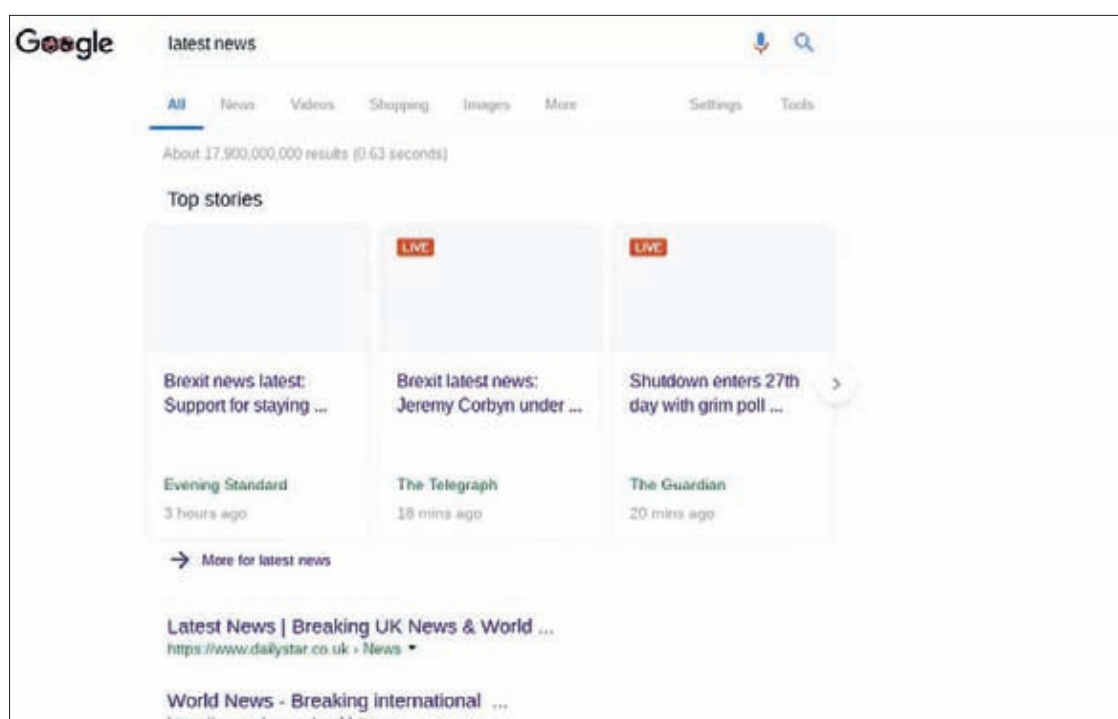 Google
latest news
All News Videos Shopping Images More Settings Tools
About 17,900,000,000 results (0.63 seconds)
Top stories
LIVE LIVE
Brexit news latest:
Support for staying ...
Brexit latest news:
Jeremy Corbyn under ...
Shutdown enters 27th
day with grim poll ...
Evening Standard
3 hours ago
The Telegraph
18 mins ago
The Guardian
20 mins ago
More for latest news
Latest News | Breaking UK News & World ...
https://www.dailystar.co.uk › News
World News - Breaking international ...